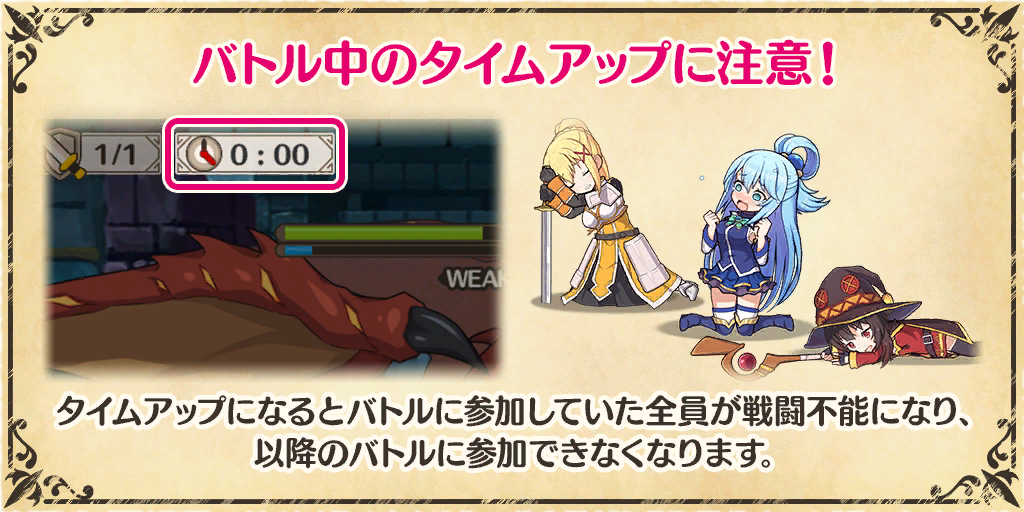 バトル中のタイムアップに注意!
1/1
0:00
WEAK
タイムアップになるとバトルに参加していた全員が戦闘不能になり、
以降のバトルに参加できなくなります。